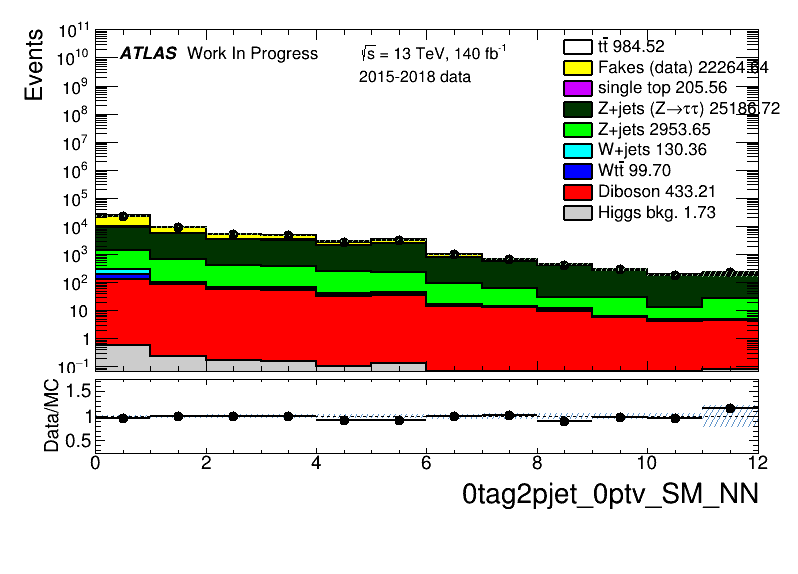 Events
10¹¹
10¹⁰
10⁹
10⁸
10⁷
10⁶
10⁵
10⁴
10³
10²
10
1
10⁻¹
ATLAS Work In Progress
√s = 13 TeV, 140 fb⁻¹
2015-2018 data
tt̄ 984.52
Fakes (data) 22264.64
single top 205.56
Z+jets (Z→ττ) 25186.72
Z+jets 2953.65
W+jets 130.36
Wtt̄ 99.70
Diboson 433.21
Higgs bkg. 1.73
Data/MC
1.5
1
0.5
0 2 4 6 8 10 12
0tag2pjet_0ptv_SM_NN